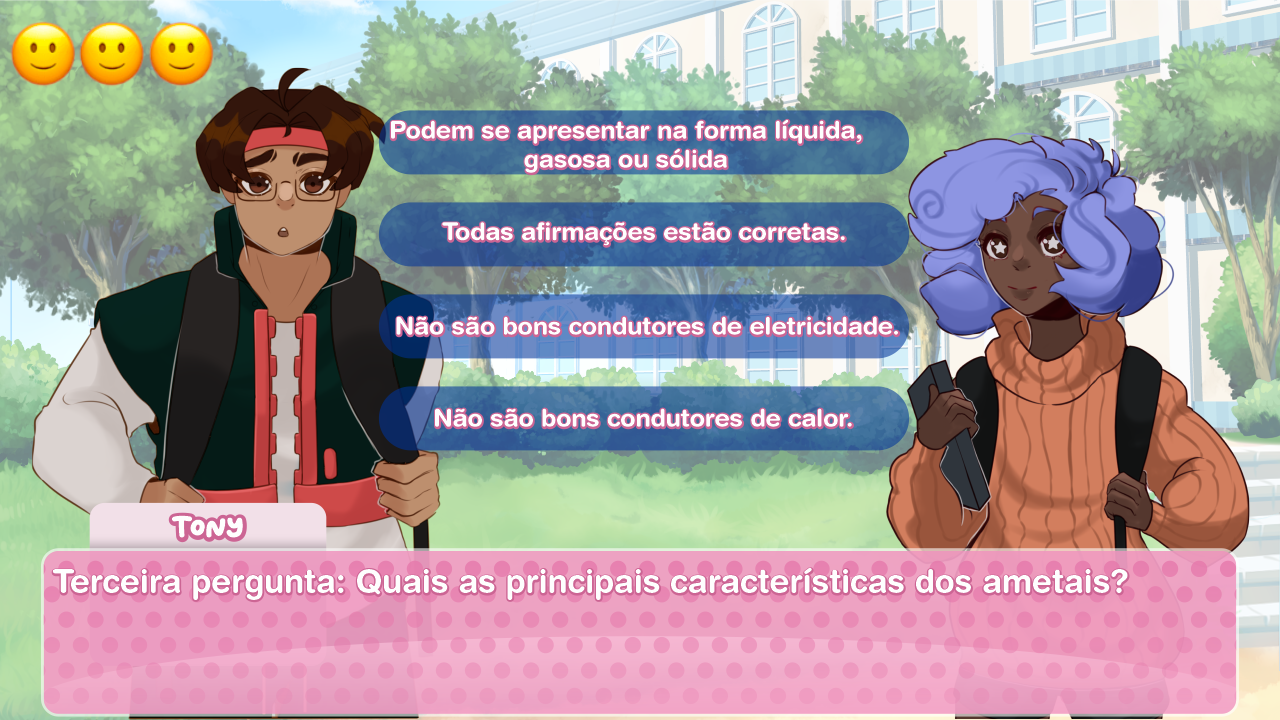 Podem se apresentar na forma líquida,
gasosa ou sólida
Todas afirmações estão corretas.
Não são bons condutores de eletricidade.
Não são bons condutores de calor.
TONY
Terceira pergunta: Quais as principais características dos ametais?